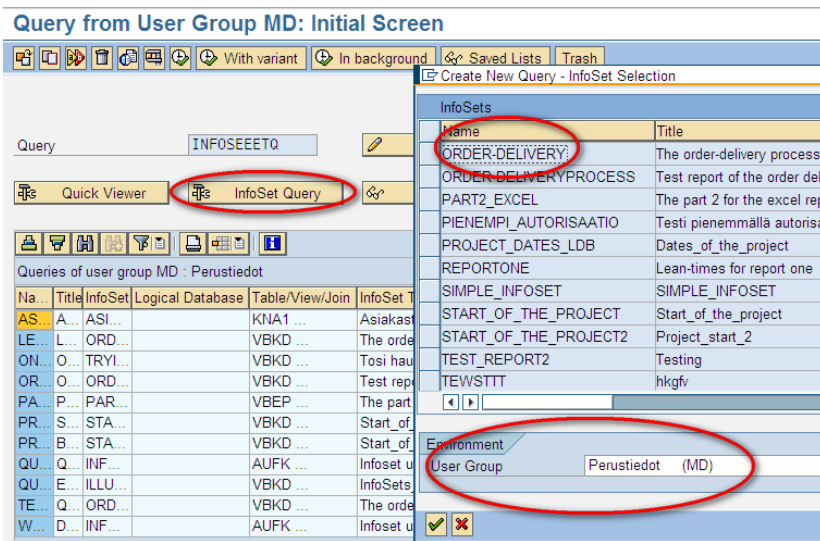 Query from User Group MD: Initial Screen
With variant In background Saved Lists Trash
Create New Query - InfoSet Selection
InfoSets
Name Title
ORDER-DELIVERY The order-delivery process
ORDER-DELIVERYPROCESS Test report of the order del
PART2_EXCEL The part 2 for the excel rep
PIENEMPI_AUTORISAATIO Testi pienemmällä autorisa
PROJECT_DATES_LDB Dates_of_the_project
REPORTONE Lean-times for report one
SIMPLE_INFOSET SIMPLE_INFOSET
START_OF_THE_PROJECT Start_of_the_project
START_OF_THE_PROJECT2 Project_start_2
TEST_REPORT2 Testing
TEWSTTT hkgfv
Environment
User Group Perustiedot (MD)
Query INFOSEEETQ
Quick Viewer InfoSet Query
Queries of user group MD : Perustiedot
Na... Title InfoSet Logical Database Table/View/Join InfoSet T
AS... A... ASI... KNA1 ... Asiakast
LE... L... ORD... VBKD ... The orde
ON... O... TRYI... VBKD ... Tosi hau
OR... O... ORD... VBKD ... Test repo
PA... P... PAR... VBEP ... The part
PR... S... STA... VBKD ... Start_of_
PR... B... STA... VBKD ... Start_of_
QU... Q... INF... AUFK ... Infoset u
QU... E... ILLU... VBKD ... InfoSets_
TE... Q... ORD... VBKD ... The orde
W... D... INF... AUFK ... Infoset u